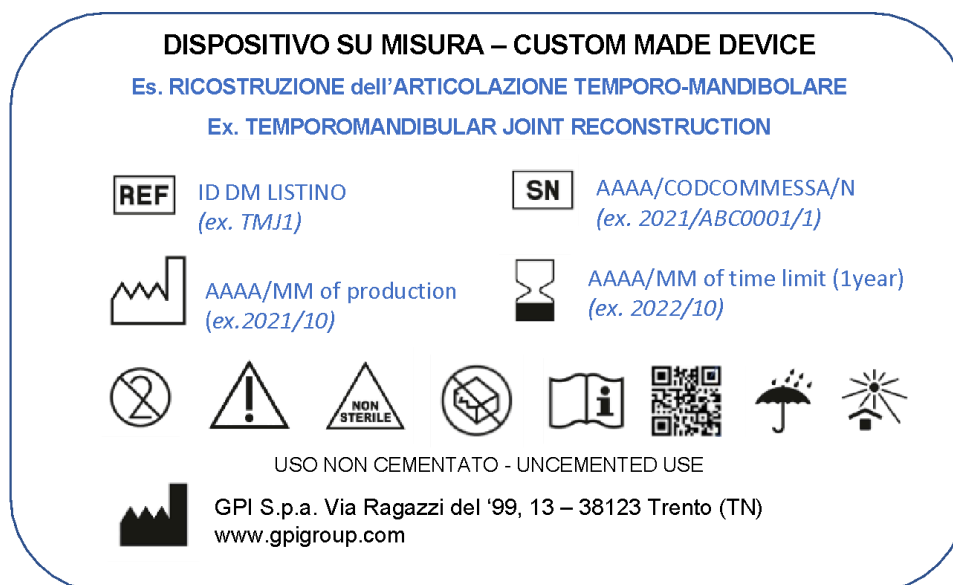 DISPOSITIVO SU MISURA – CUSTOM MADE DEVICE
Es. RICOSTRUZIONE dell'ARTICOLAZIONE TEMPORO-MANDIBOLARE
Ex. TEMPOROMANDIBULAR JOINT RECONSTRUCTION
REF
ID DM LISTINO
(ex. TMJ1)
SN
AAAA/CODCOMMESSA/N
(ex. 2021/ABC0001/1)
AAAA/MM of production
(ex.2021/10)
AAAA/MM of time limit (1year)
(ex. 2022/10)
2
!
NON
STERILE
i
USO NON CEMENTATO - UNCEMENTED USE
GPI S.p.a. Via Ragazzi del ‘99, 13 – 38123 Trento (TN)
www.gpigroup.com